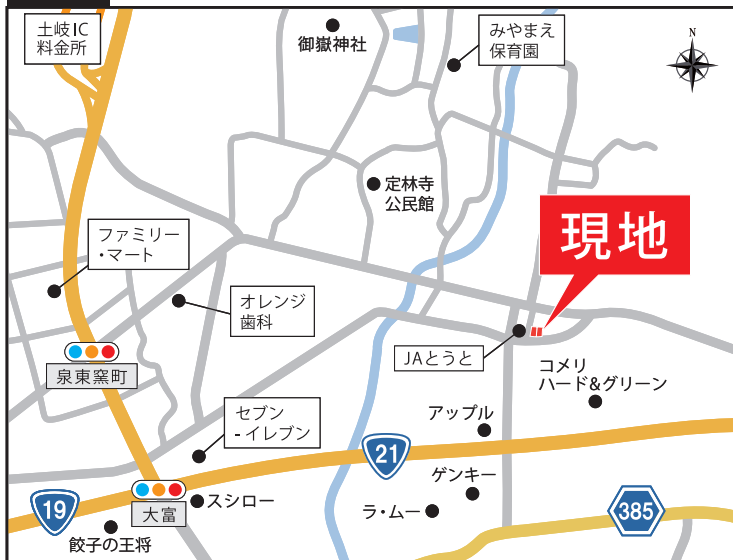 土岐IC
料金所
御嶽神社
みやまえ
保育園
N
定林寺
公民館
現地
ファミリー
・マート
オレンジ
歯科
JAとうと
コメリ
ハード&グリーン
泉東窯町
セブン
-イレブン
アップル
21
ゲンキー
19
大富
スシロー
ラ・ムー
385
餃子の王将